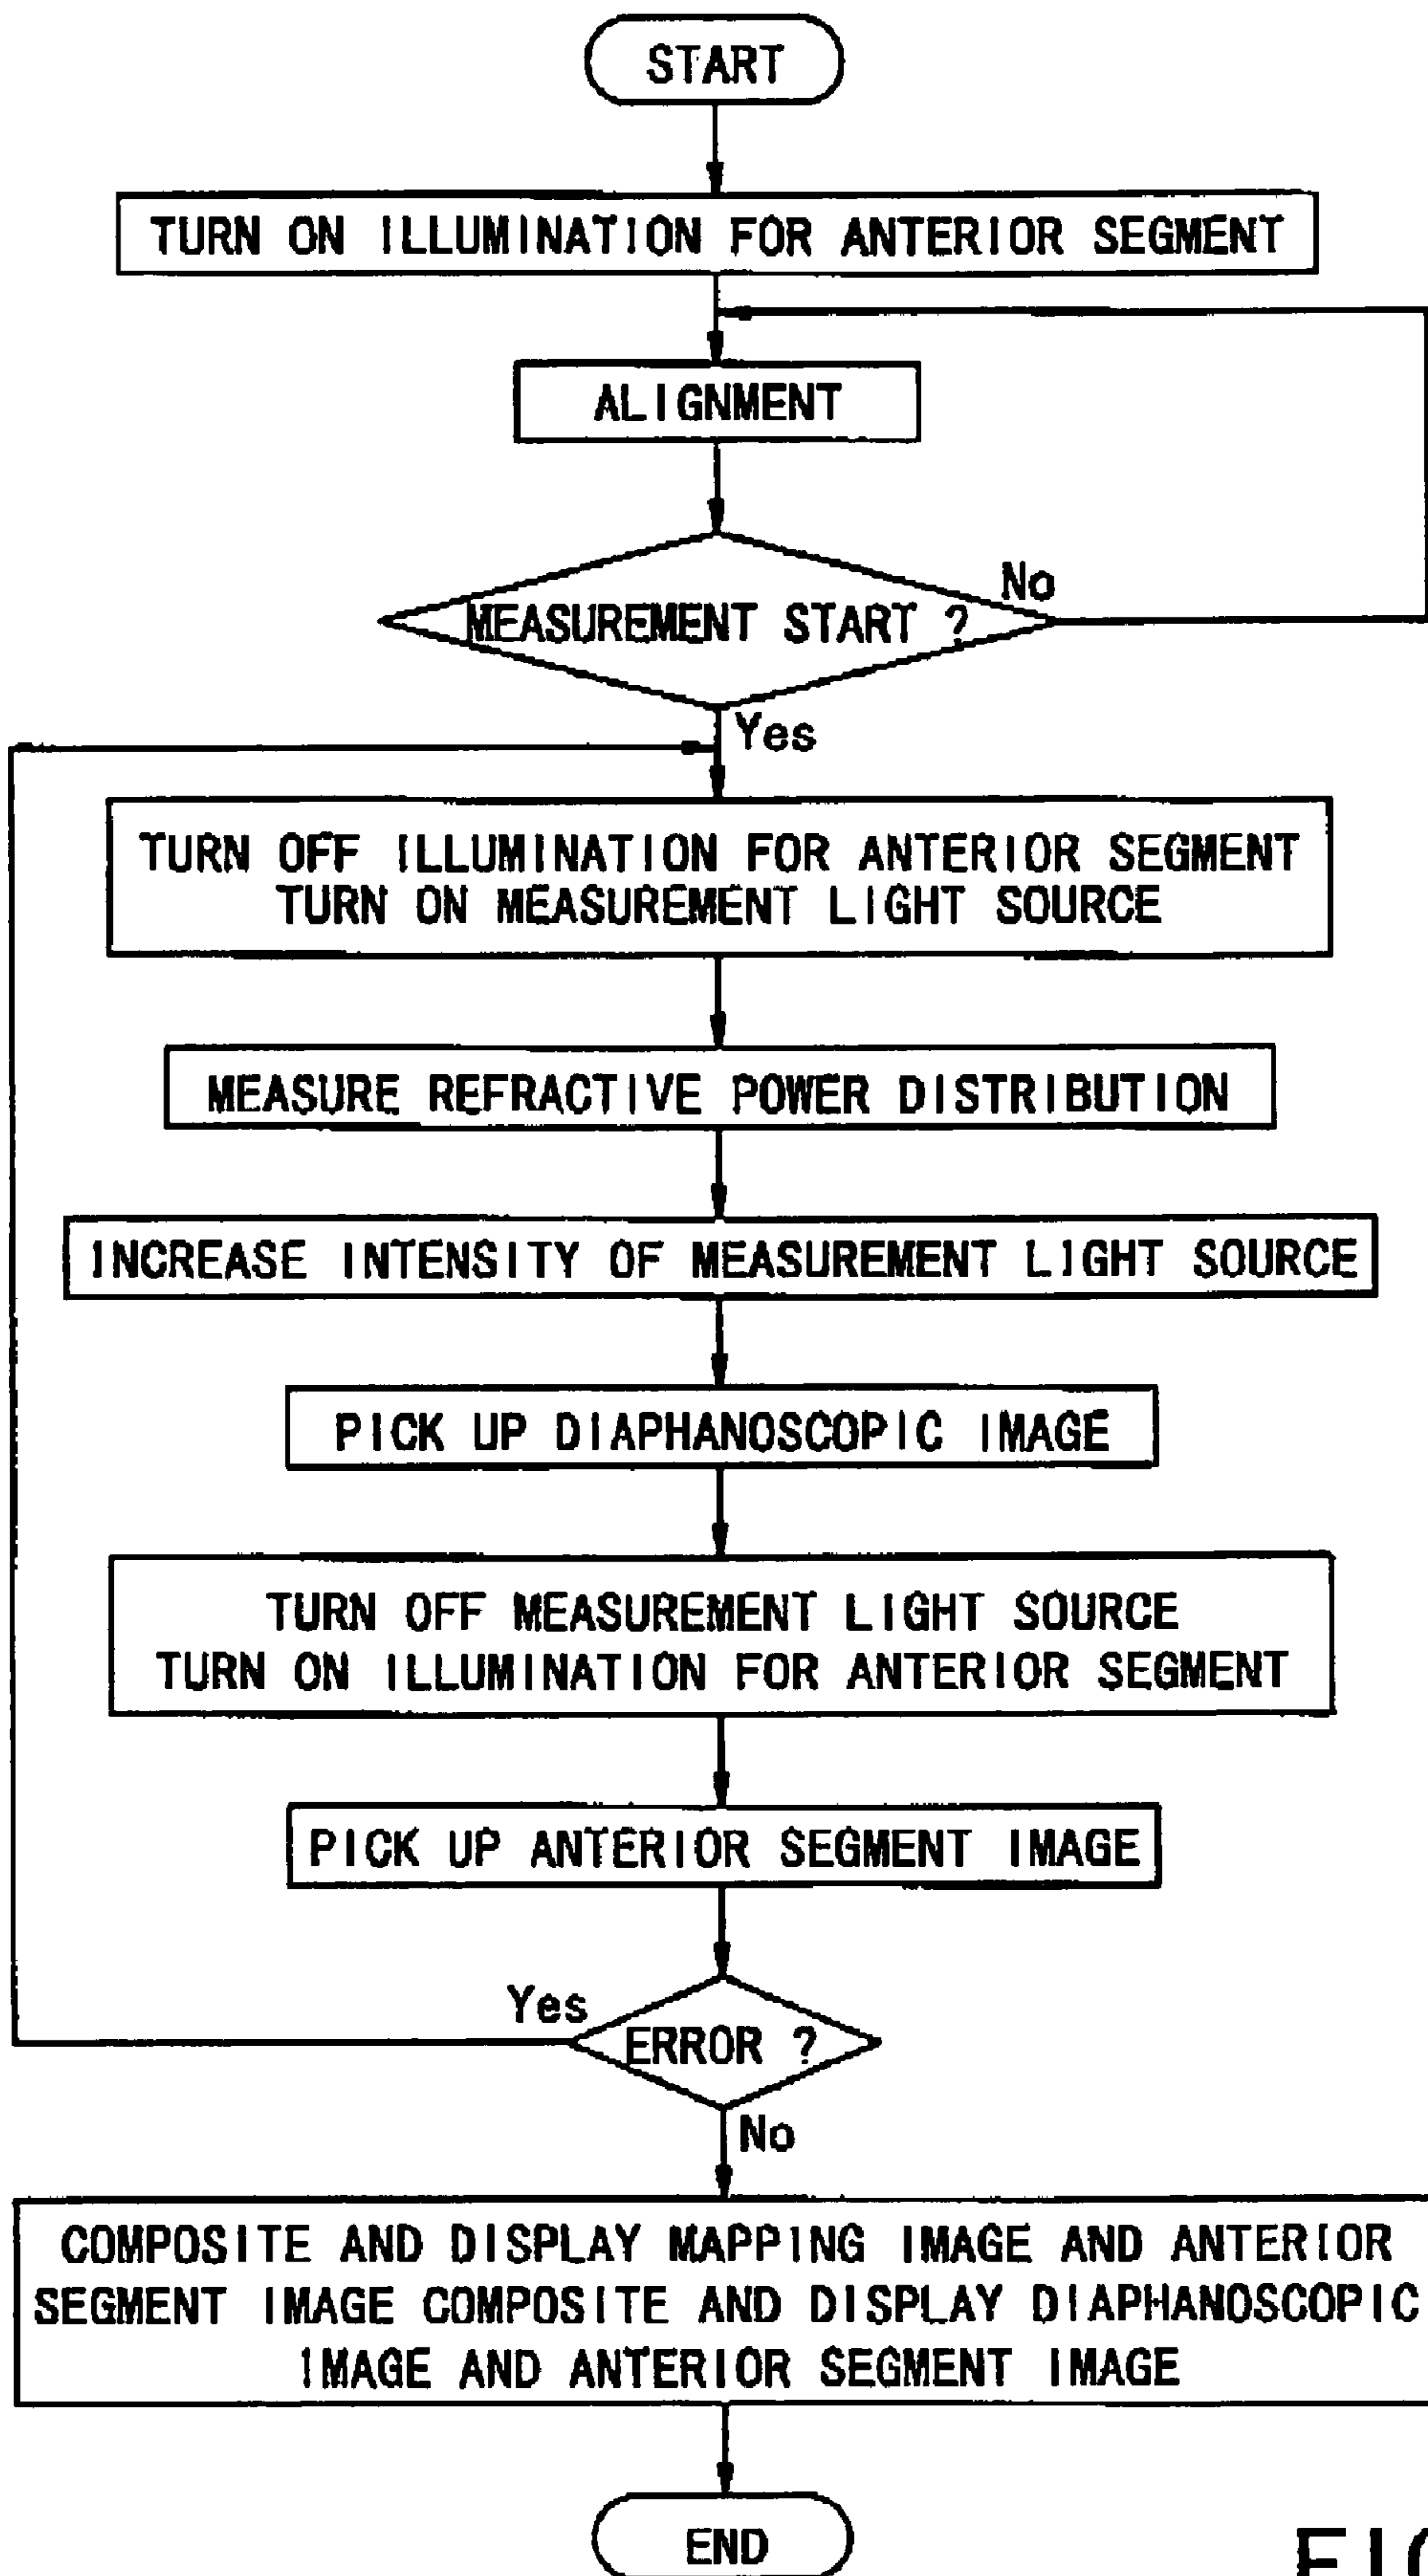 START
TURN ON ILLUMINATION FOR ANTERIOR SEGMENT
ALIGNMENT
No
MEASUREMENT START ?
Yes
TURN OFF ILLUMINATION FOR ANTERIOR SEGMENT
TURN ON MEASUREMENT LIGHT SOURCE
MEASURE REFRACTIVE POWER DISTRIBUTION
INCREASE INTENSITY OF MEASUREMENT LIGHT SOURCE
PICK UP DIAPHANOSCOPIC IMAGE
TURN OFF MEASUREMENT LIGHT SOURCE
TURN ON ILLUMINATION FOR ANTERIOR SEGMENT
PICK UP ANTERIOR SEGMENT IMAGE
Yes
ERROR ?
No
COMPOSITE AND DISPLAY MAPPING IMAGE AND ANTERIOR
SEGMENT IMAGE COMPOSITE AND DISPLAY DIAPHANOSCOPIC
IMAGE AND ANTERIOR SEGMENT IMAGE
END